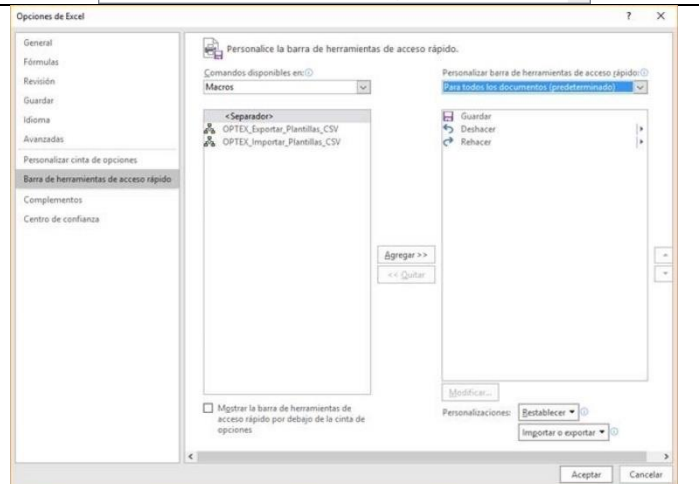 Opciones de Excel
?
General
Fórmulas
Revisión
Guardar
Idioma
Avanzadas
Personalizar cinta de opciones
Barra de herramientas de acceso rápido
Complementos
Centro de confianza
Personalice la barra de herramientas de acceso rápido.
Comandos disponibles en:
Macros
<Separador>
OPTEX_Exportar_Plantillas_CSV
OPTEX_Importar_Plantillas_CSV
Agregar >>
<< Quitar
Personalizar barra de herramientas de acceso rápido:
Para todos los documentos (predeterminado)
Guardar
Deshacer
Rehacer
Modificar...
Mostrar la barra de herramientas de
acceso rápido por debajo de la cinta de
opciones
Personalizaciones:
Restablecer
Importar o exportar
Aceptar
Cancelar